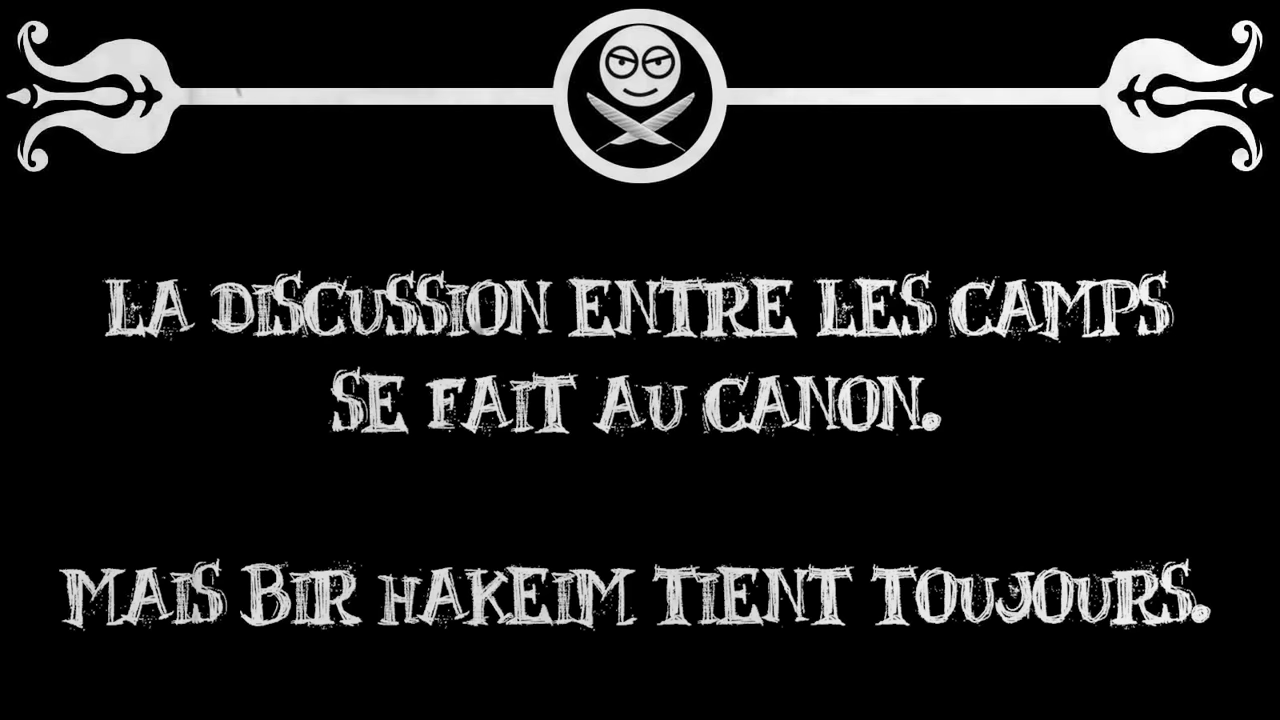 LA DISCUSSION ENTRE LES CAMPS
SE FAIT AU CANON.
MAIS BIR HAKEIM TIENT TOUJOURS.